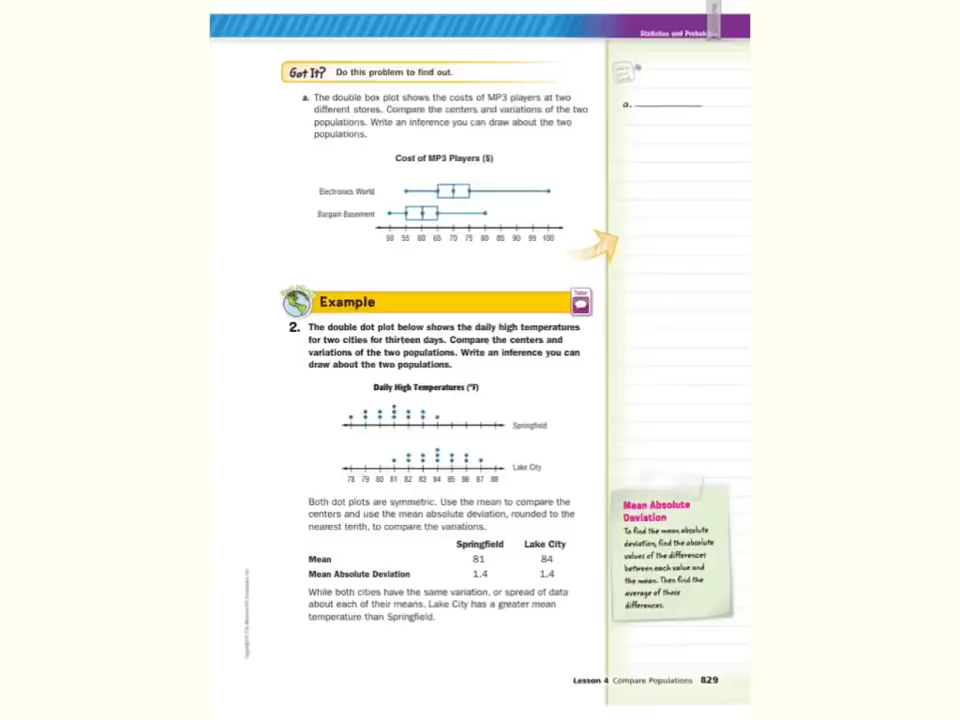 Statistics and Probab
Got It? Do this problem to find out.
a. The double box plot shows the costs of MP3 players at two
different stores. Compare the centers and variations of the two
populations. Write an inference you can draw about the two
populations.
a.
Cost of MP3 Players ($)
Electronics World
Bargain Basement
50 55 60 65 70 75 80 85 90 95 100
Example
Tutor
2. The double dot plot below shows the daily high temperatures
for two cities for thirteen days. Compare the centers and
variations of the two populations. Write an inference you can
draw about the two populations.
Daily High Temperatures (°F)
Springfield
Lake City
78 79 80 81 82 83 84 85 86 87 88
Both dot plots are symmetric. Use the mean to compare the
centers and use the mean absolute deviation, rounded to the
nearest tenth, to compare the variations.
Springfield Lake City
Mean 81 84
Mean Absolute Deviation 1.4 1.4
While both cities have the same variation, or spread of data
about each of their means, Lake City has a greater mean
temperature than Springfield.
Mean Absolute
Deviation
To find the mean absolute
deviation, find the absolute
values of the differences
between each value and
the mean. Then find the
average of those
differences.
Lesson 4 Compare Populations 829